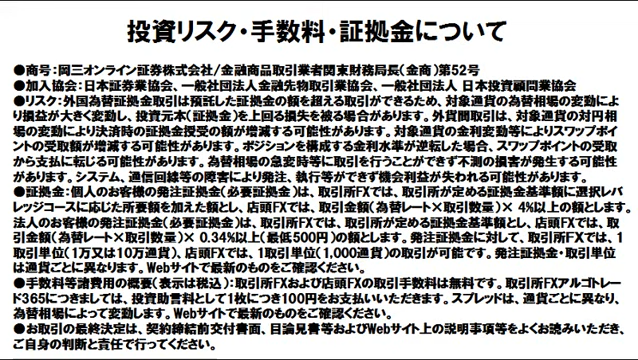 投資リスク・手数料・証拠金について
●商号：岡三オンライン証券株式会社/金融商品取引業者関東財務局長(金商)第52号
●加入協会：日本証券業協会、一般社団法人金融先物取引業協会、一般社団法人 日本投資顧問業協会
●リスク：外国為替証拠金取引は預託した証拠金の額を超える取引ができるため、対象通貨の為替相場の変動によ
り損益が大きく変動し、投資元本(証拠金)を上回る損失を被る場合があります。外貨間取引は、対象通貨の対円相
場の変動により決済時の証拠金授受の額が増減する可能性があります。対象通貨の金利変動等によりスワップポイ
ントの受取額が増減する可能性があります。ポジションを構成する金利水準が逆転した場合、スワップポイントの受取
から支払に転じる可能性があります。為替相場の急変時等に取引を行うことができず不測の損害が発生する可能性
があります。システム、通信回線等の障害により発注、執行等ができず機会利益が失われる可能性があります。
●証拠金：個人のお客様の発注証拠金(必要証拠金)は、取引所FXでは、取引所が定める証拠金基準額に選択レバ
レッジコースに応じた所要額を加えた額とし、店頭FXでは、取引金額(為替レート×取引数量)× 4%以上の額とします。
法人のお客様の発注証拠金(必要証拠金)は、取引所FXでは、取引所が定める証拠金基準額とし、店頭FXでは、取
引金額(為替レート×取引数量)× 0.34%以上(最低500円)の額とします。発注証拠金に対して、取引所FXでは、1
取引単位(1万又は10万通貨)、店頭FXでは、1取引単位(1,000通貨)の取引が可能です。発注証拠金・取引単位
は通貨ごとに異なります。Webサイトで最新のものをご確認ください。
●手数料等諸費用の概要(表示は税込)：取引所FXおよび店頭FXの取引手数料は無料です。取引所FXアルゴトレー
ド365につきましては、投資助言料として1枚につき100円をお支払いいただきます。スプレッドは、通貨ごとに異なり、
為替相場によって変動します。Webサイトで最新のものをご確認ください。
●お取引の最終決定は、契約締結前交付書面、目論見書等およびWebサイト上の説明事項等をよくお読みいただき、
ご自身の判断と責任で行ってください。